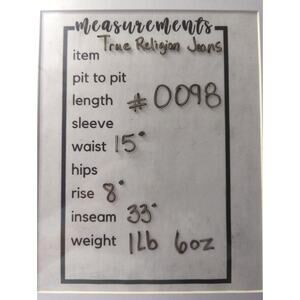 measurements
item True Religion Jeans
pit to pit
length #0098
sleeve
waist 15"
hips
rise 8"
inseam 33"
weight 1Lb 6oz